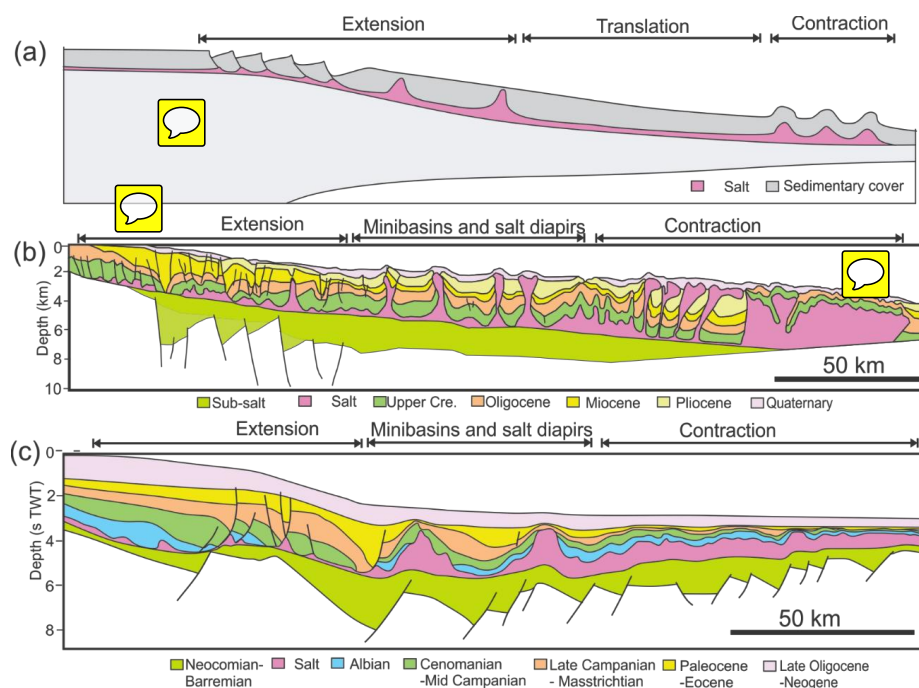 Extension Translation Contraction
(a)
Salt Sedimentary cover
Extension Minibasins and salt diapirs Contraction
(b)
0
2
4
6
8
10
Depth (km)
50 km
Sub-salt Salt Upper Cre. Oligocene Miocene Pliocene Quaternary
Extension Minibasins and salt diapirs Contraction
(c)
0
2
4
6
8
Depth (s TWT)
50 km
Neocomian- Salt Albian Cenomanian Late Campanian Paleocene Late Oligocene
Barremian -Mid Campanian - Masstrichtian -Eocene -Neogene